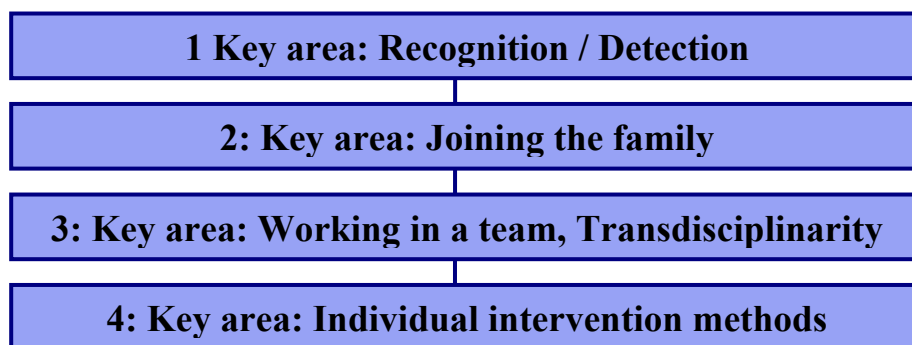 1 Key area: Recognition / Detection
2: Key area: Joining the family
3: Key area: Working in a team, Transdisciplinarity
4: Key area: Individual intervention methods